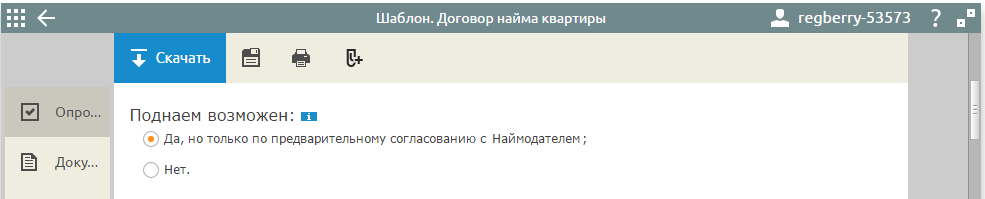 Шаблон. Договор найма квартиры
regberry-53573 ?
Скачать
Опро...
Доку...
Поднаем возможен: i
Да, но только по предварительному согласованию с Наймодателем;
Нет.